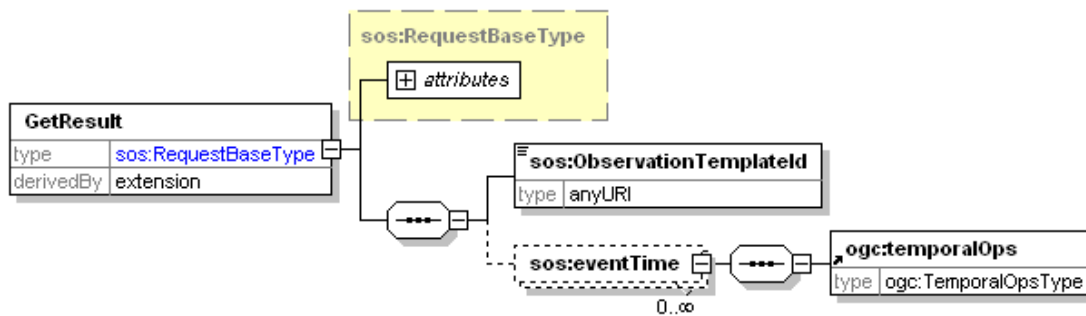 sos:RequestBaseType
attributes
GetResult
type sos:RequestBaseType
derivedBy extension
sos:ObservationTemplateId
type anyURI
sos:eventTime
0..∞
ogc:temporalOps
type ogc:TemporalOpsType